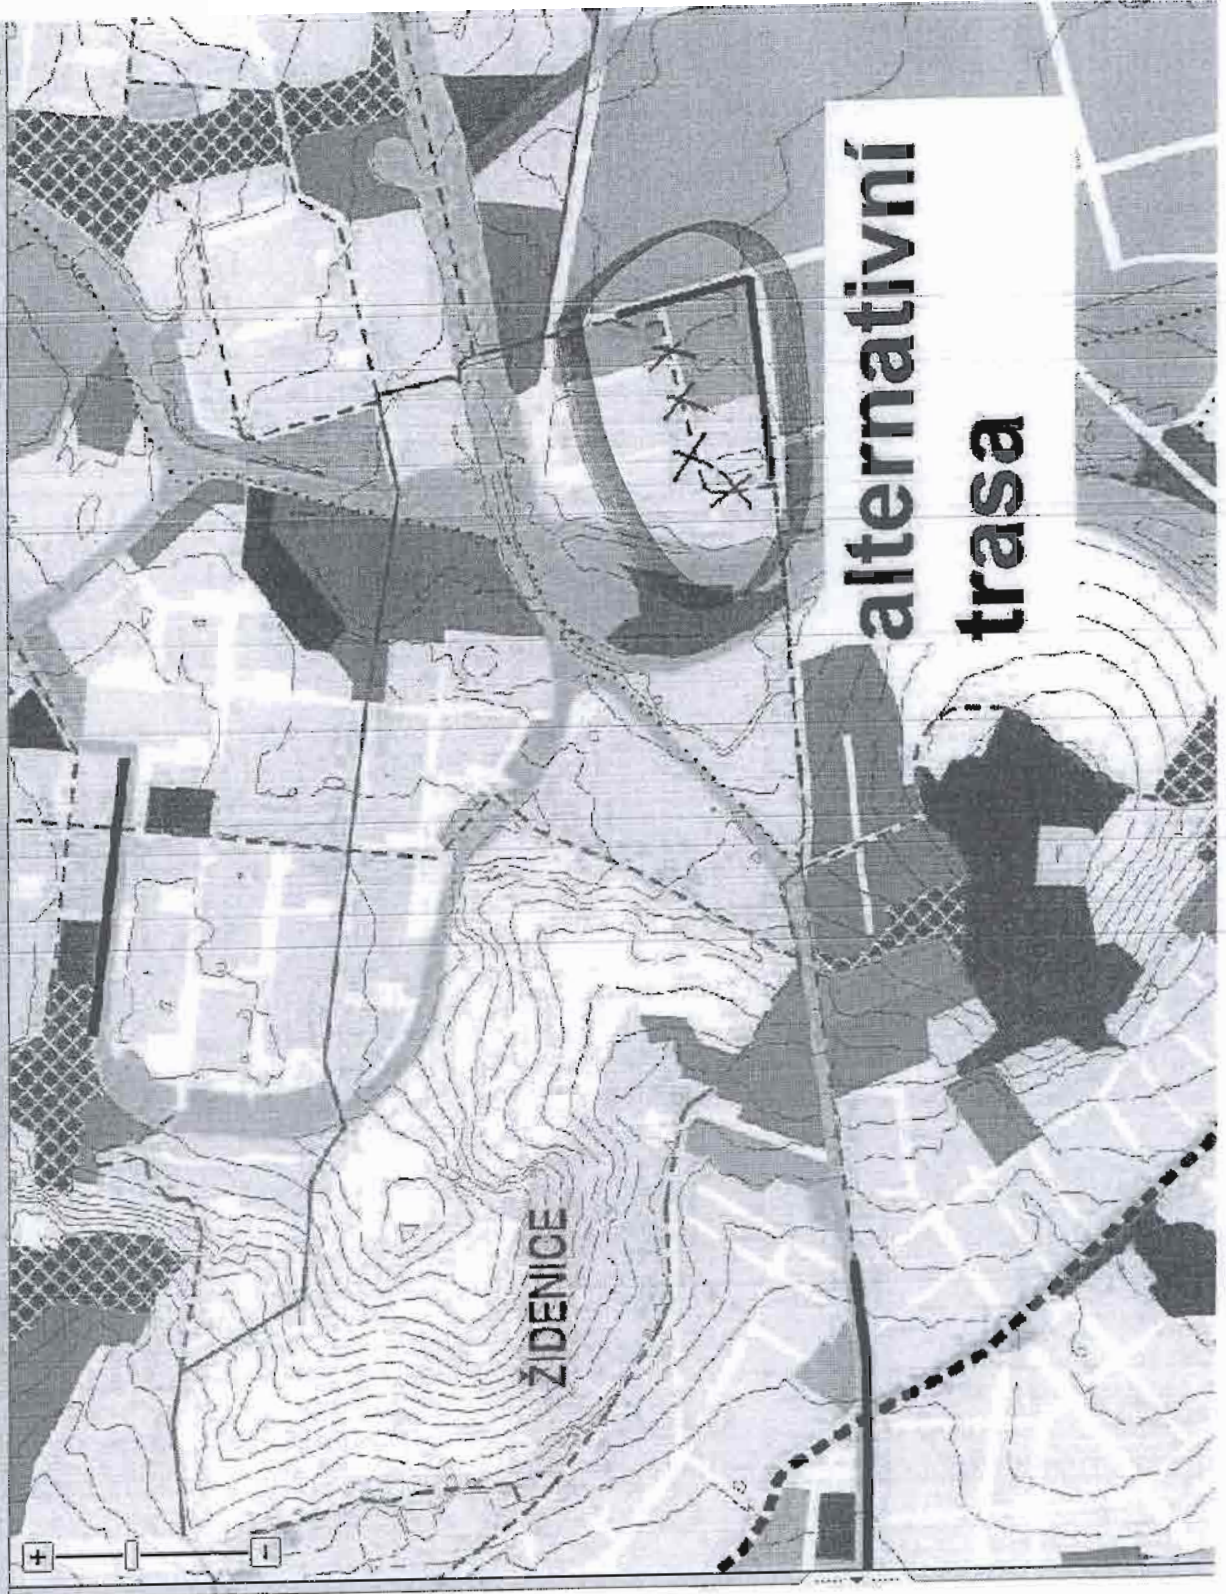 alternativní
trasa
ŽIDENICE
+
-